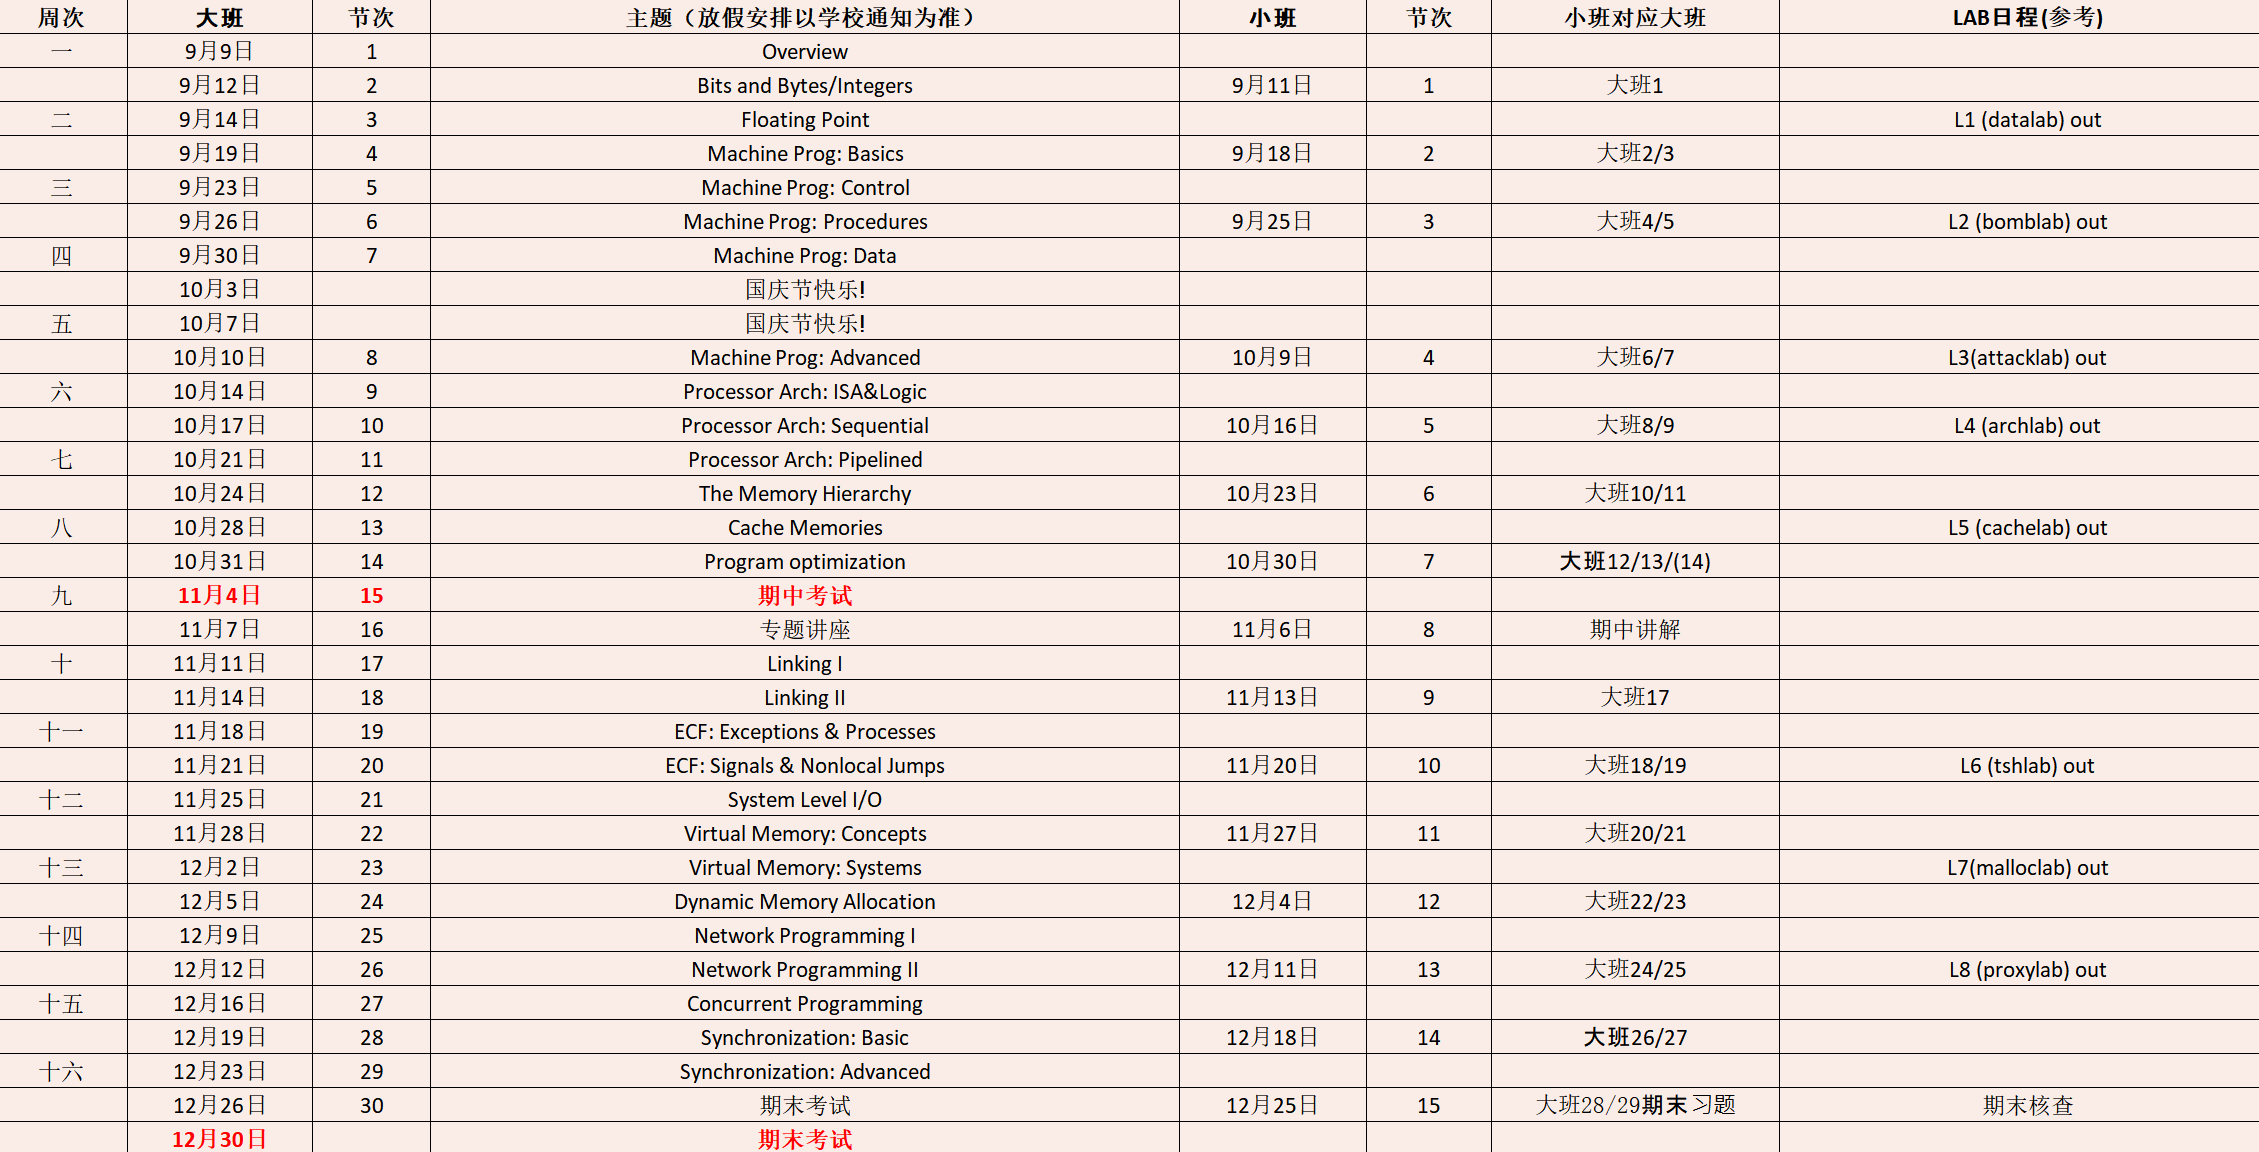 周次 大班 节次 主题（放假安排以学校通知为准） 小班 节次 小班对应大班 LAB日程(参考)
一 9月9日 1 Overview
9月12日 2 Bits and Bytes/Integers 9月11日 1 大班1
二 9月14日 3 Floating Point L1 (datalab) out
9月19日 4 Machine Prog: Basics 9月18日 2 大班2/3
三 9月23日 5 Machine Prog: Control
9月26日 6 Machine Prog: Procedures 9月25日 3 大班4/5 L2 (bomblab) out
四 9月30日 7 Machine Prog: Data
10月3日 国庆节快乐!
五 10月7日 国庆节快乐!
10月10日 8 Machine Prog: Advanced 10月9日 4 大班6/7 L3(attacklab) out
六 10月14日 9 Processor Arch: ISA&Logic
10月17日 10 Processor Arch: Sequential 10月16日 5 大班8/9 L4 (archlab) out
七 10月21日 11 Processor Arch: Pipelined
10月24日 12 The Memory Hierarchy 10月23日 6 大班10/11
八 10月28日 13 Cache Memories L5 (cachelab) out
10月31日 14 Program optimization 10月30日 7 大班12/13/(14)
九 11月4日 15 期中考试
11月7日 16 专题讲座 11月6日 8 期中讲解
十 11月11日 17 Linking I
11月14日 18 Linking II 11月13日 9 大班17
十一 11月18日 19 ECF: Exceptions & Processes
11月21日 20 ECF: Signals & Nonlocal Jumps 11月20日 10 大班18/19 L6 (tshlab) out
十二 11月25日 21 System Level I/O
11月28日 22 Virtual Memory: Concepts 11月27日 11 大班20/21
十三 12月2日 23 Virtual Memory: Systems L7(malloclab) out
12月5日 24 Dynamic Memory Allocation 12月4日 12 大班22/23
十四 12月9日 25 Network Programming I
12月12日 26 Network Programming II 12月11日 13 大班24/25 L8 (proxylab) out
十五 12月16日 27 Concurrent Programming
12月19日 28 Synchronization: Basic 12月18日 14 大班26/27
十六 12月23日 29 Synchronization: Advanced
12月26日 30 期末考试 12月25日 15 大班28/29期末习题 期末核查
12月30日 期末考试